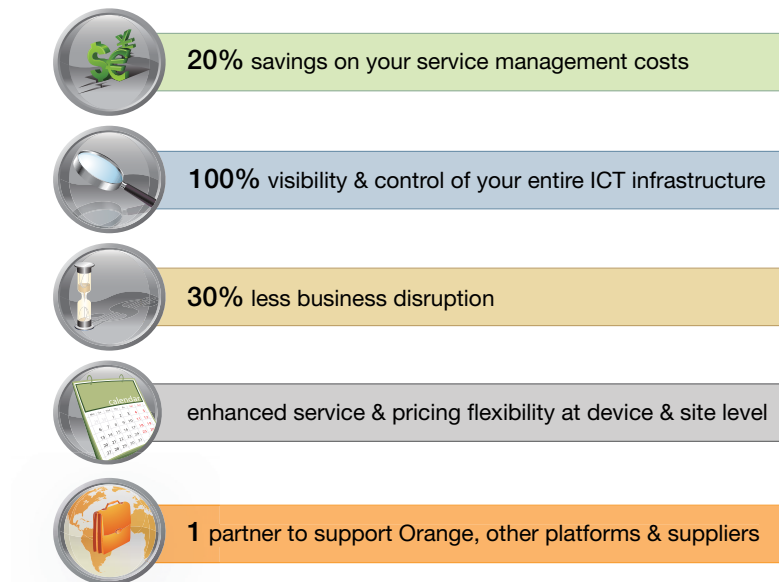 20% savings on your service management costs
100% visibility & control of your entire ICT infrastructure
30% less business disruption
calendar
enhanced service & pricing flexibility at device & site level
1 partner to support Orange, other platforms & suppliers